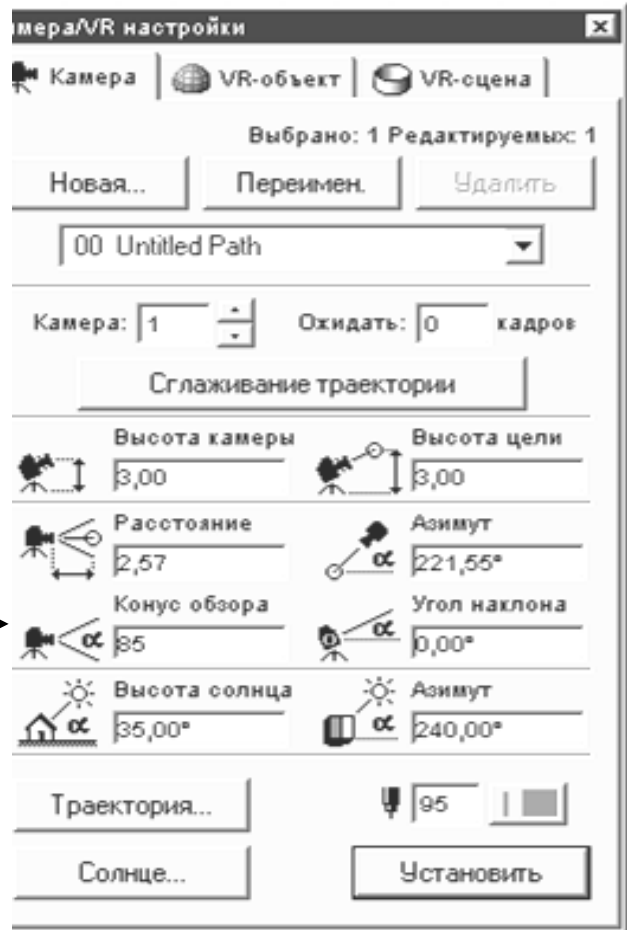 мера/VR настройки
Камера VR-объект VR-сцена
Выбрано: 1 Редактируемых: 1
Новая... Переимен. Удалить
00 Untitled Path
Камера: 1 Ожидать: 0 кадров
Сглаживание траектории
Высота камеры Высота цели
3,00 3,00
Расстояние Азимут
α
2,57 221,55°
Конус обзора Угол наклона
α α
85 0,00°
Высота солнца Азимут
α α
35,00° 240,00°
Траектория... 95
Солнце... Установить